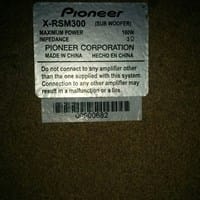 Pioneer
X-RSM300 (SUB WOOFER)
MAXIMUM POWER 160W
IMPEDANCE 3Ω
PIONEER CORPORATION
MADE IN CHINA HECHO EN CHINA
Do not connect to any amplifier other
than the one supplied with this system.
Connection to any other amplifier may
result in a malfunction or a fire.